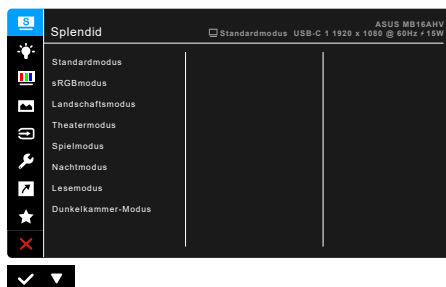 S
Splendid
ASUS MB16AHV
Standardmodus USB-C 1 1920 x 1080 @ 60Hz ⚡15W
Standardmodus
sRGBmodus
Landschaftsmodus
Theatermodus
Spielmodus
Nachtmodus
Lesemodus
Dunkelkammer-Modus